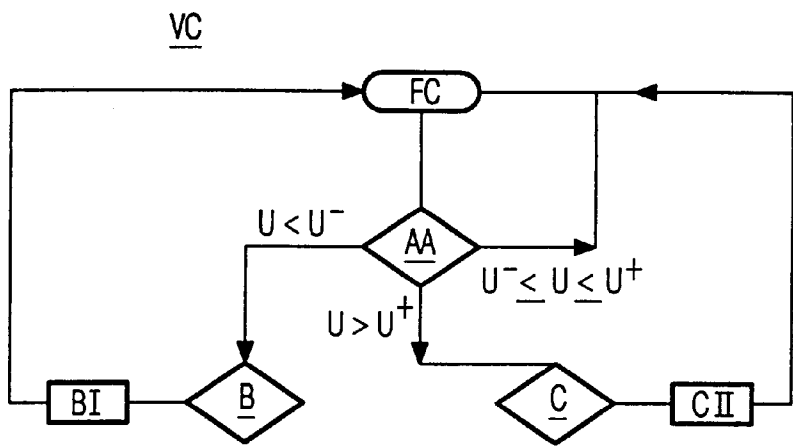 VC
FC
U < U⁻
AA
U⁻ ≤ U ≤ U⁺
U > U⁺
BI
B
C
CII